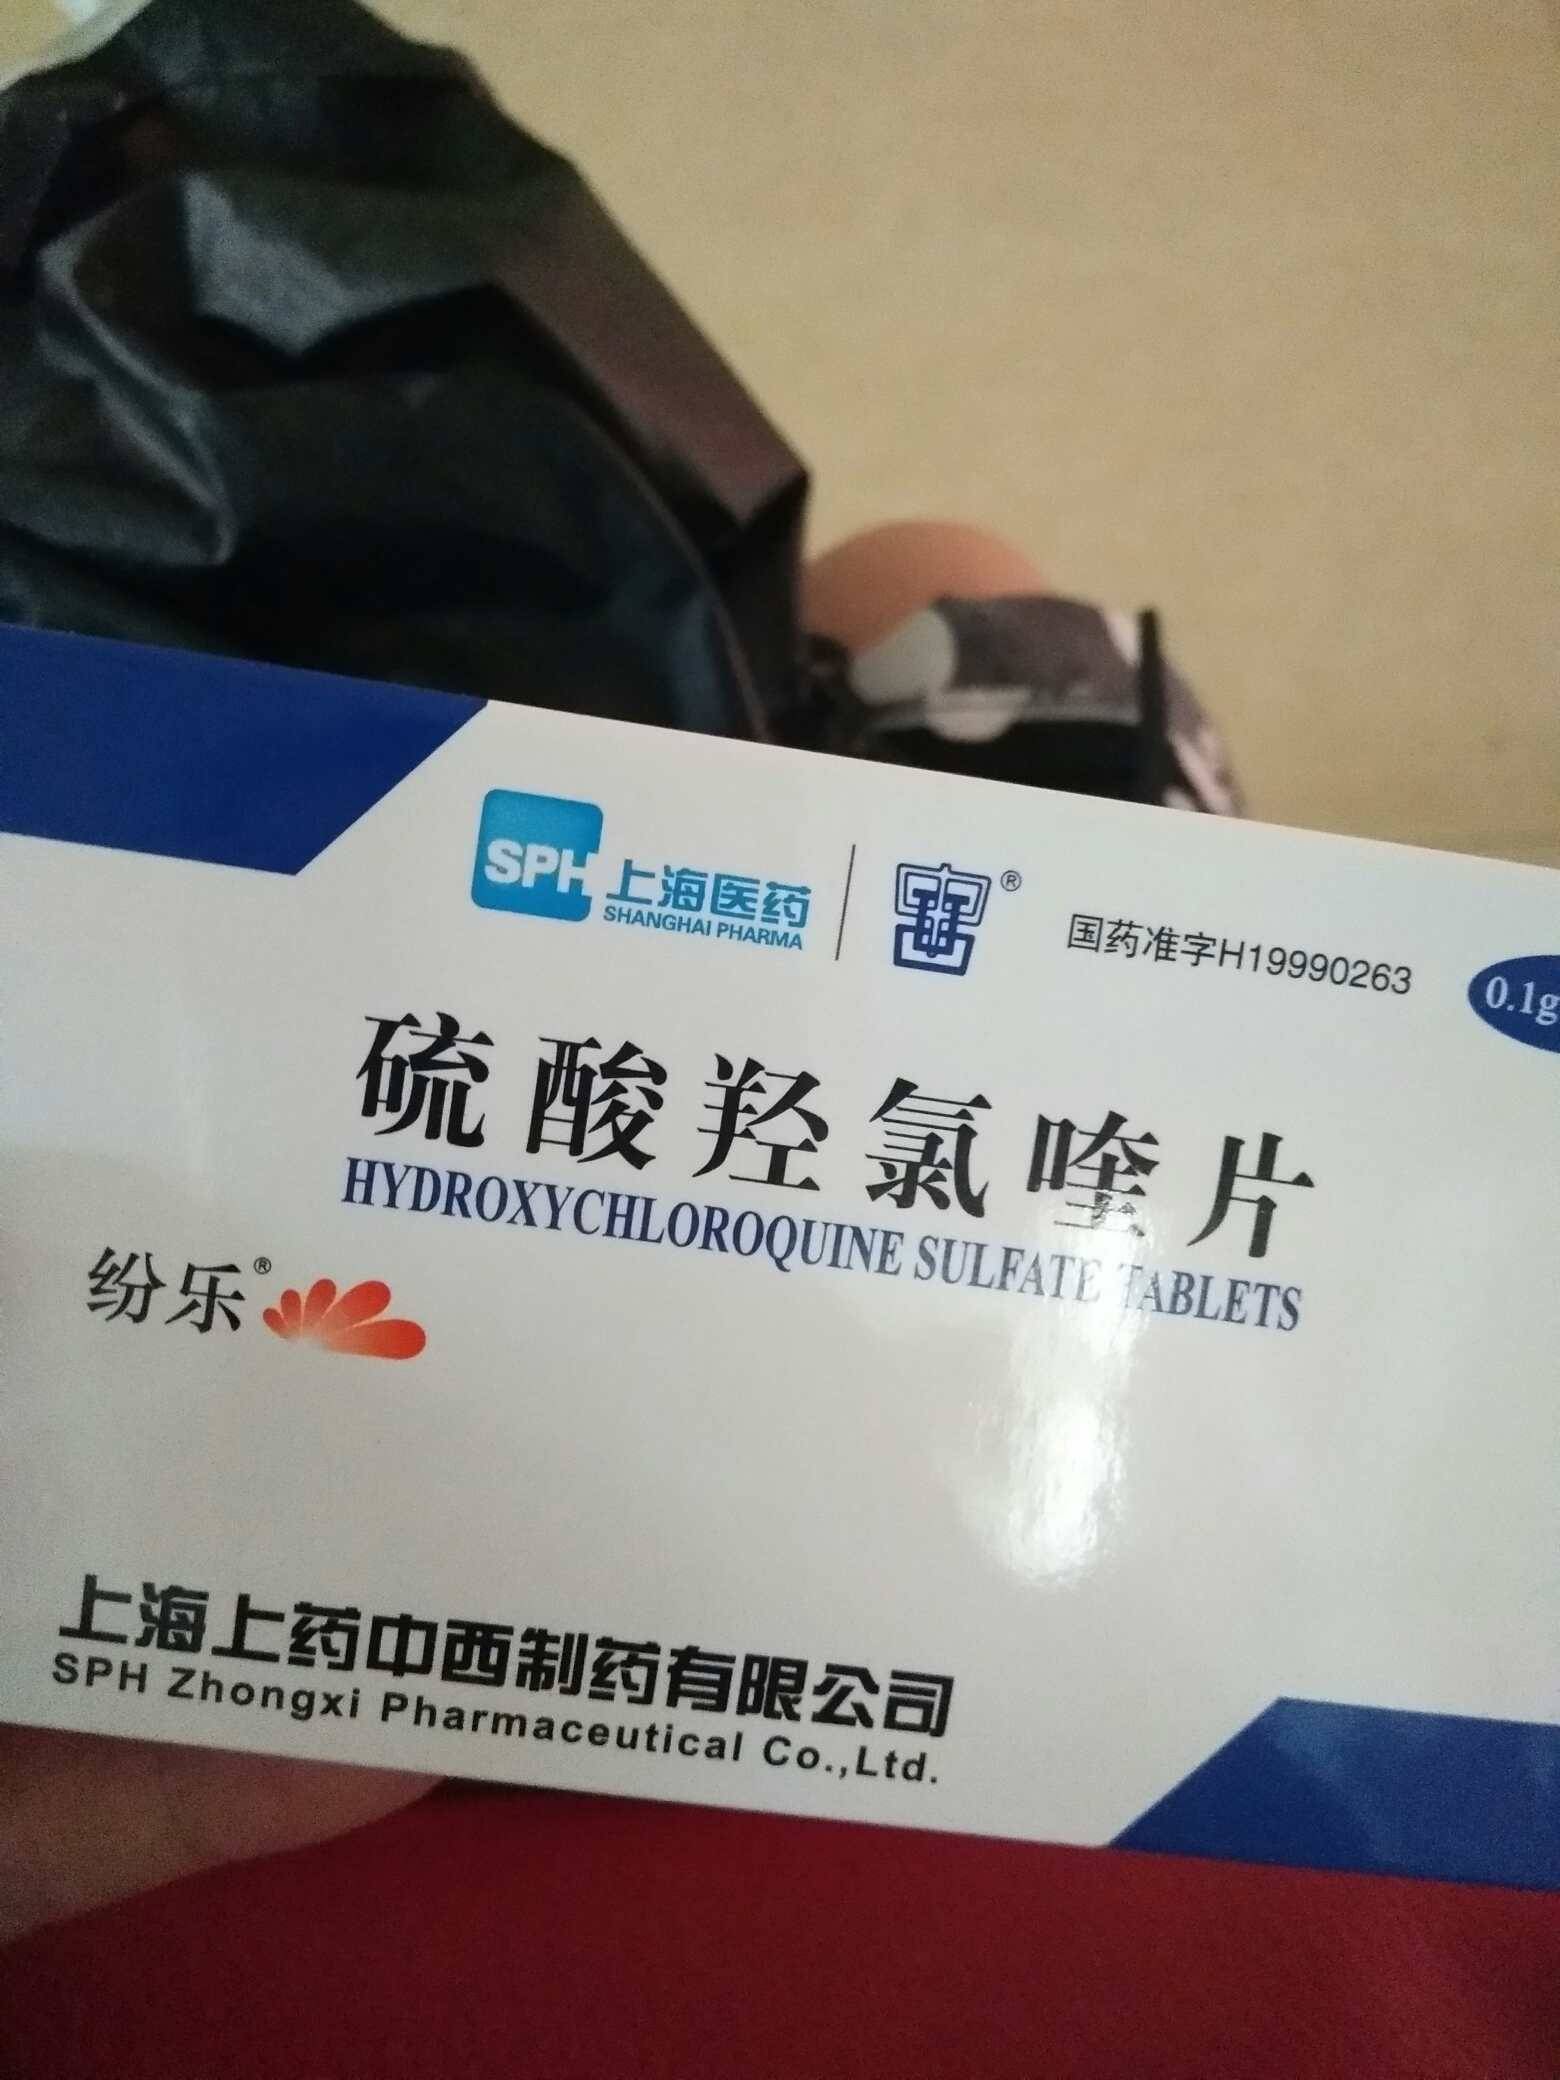 SPH 上海医药
SHANGHAI PHARMA
®
国药准字H19990263
0.1g
硫酸羟氯喹片
HYDROXYCHLOROQUINE SULFATE TABLETS
纷乐®
上海上药中西制药有限公司
SPH Zhongxi Pharmaceutical Co.,Ltd.